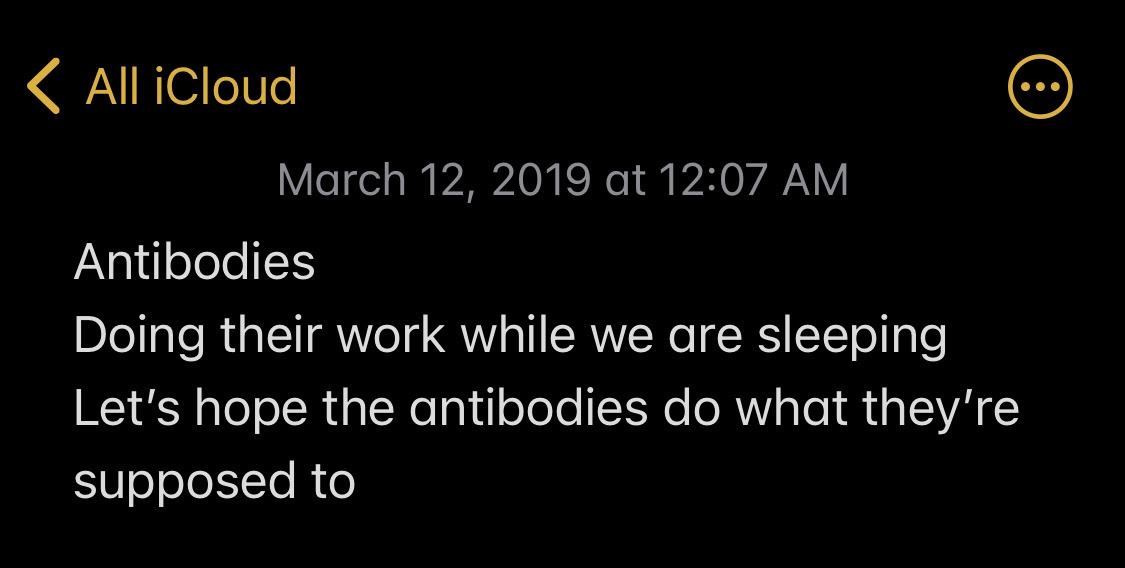 All iCloud
March 12, 2019 at 12:07 AM
Antibodies
Doing their work while we are sleeping
Let’s hope the antibodies do what they’re
supposed to